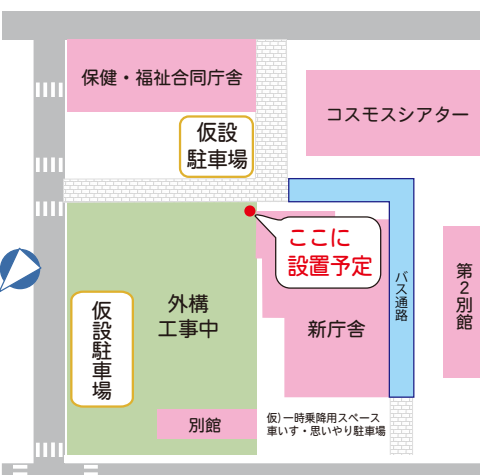 保健・福祉合同庁舎
コスモスシアター
仮設
駐車場
ここに
設置予定
バス通路
第2別館
仮設駐車場
外構
工事中
新庁舎
別館
仮)一時乗降用スペース
車いす・思いやり駐車場